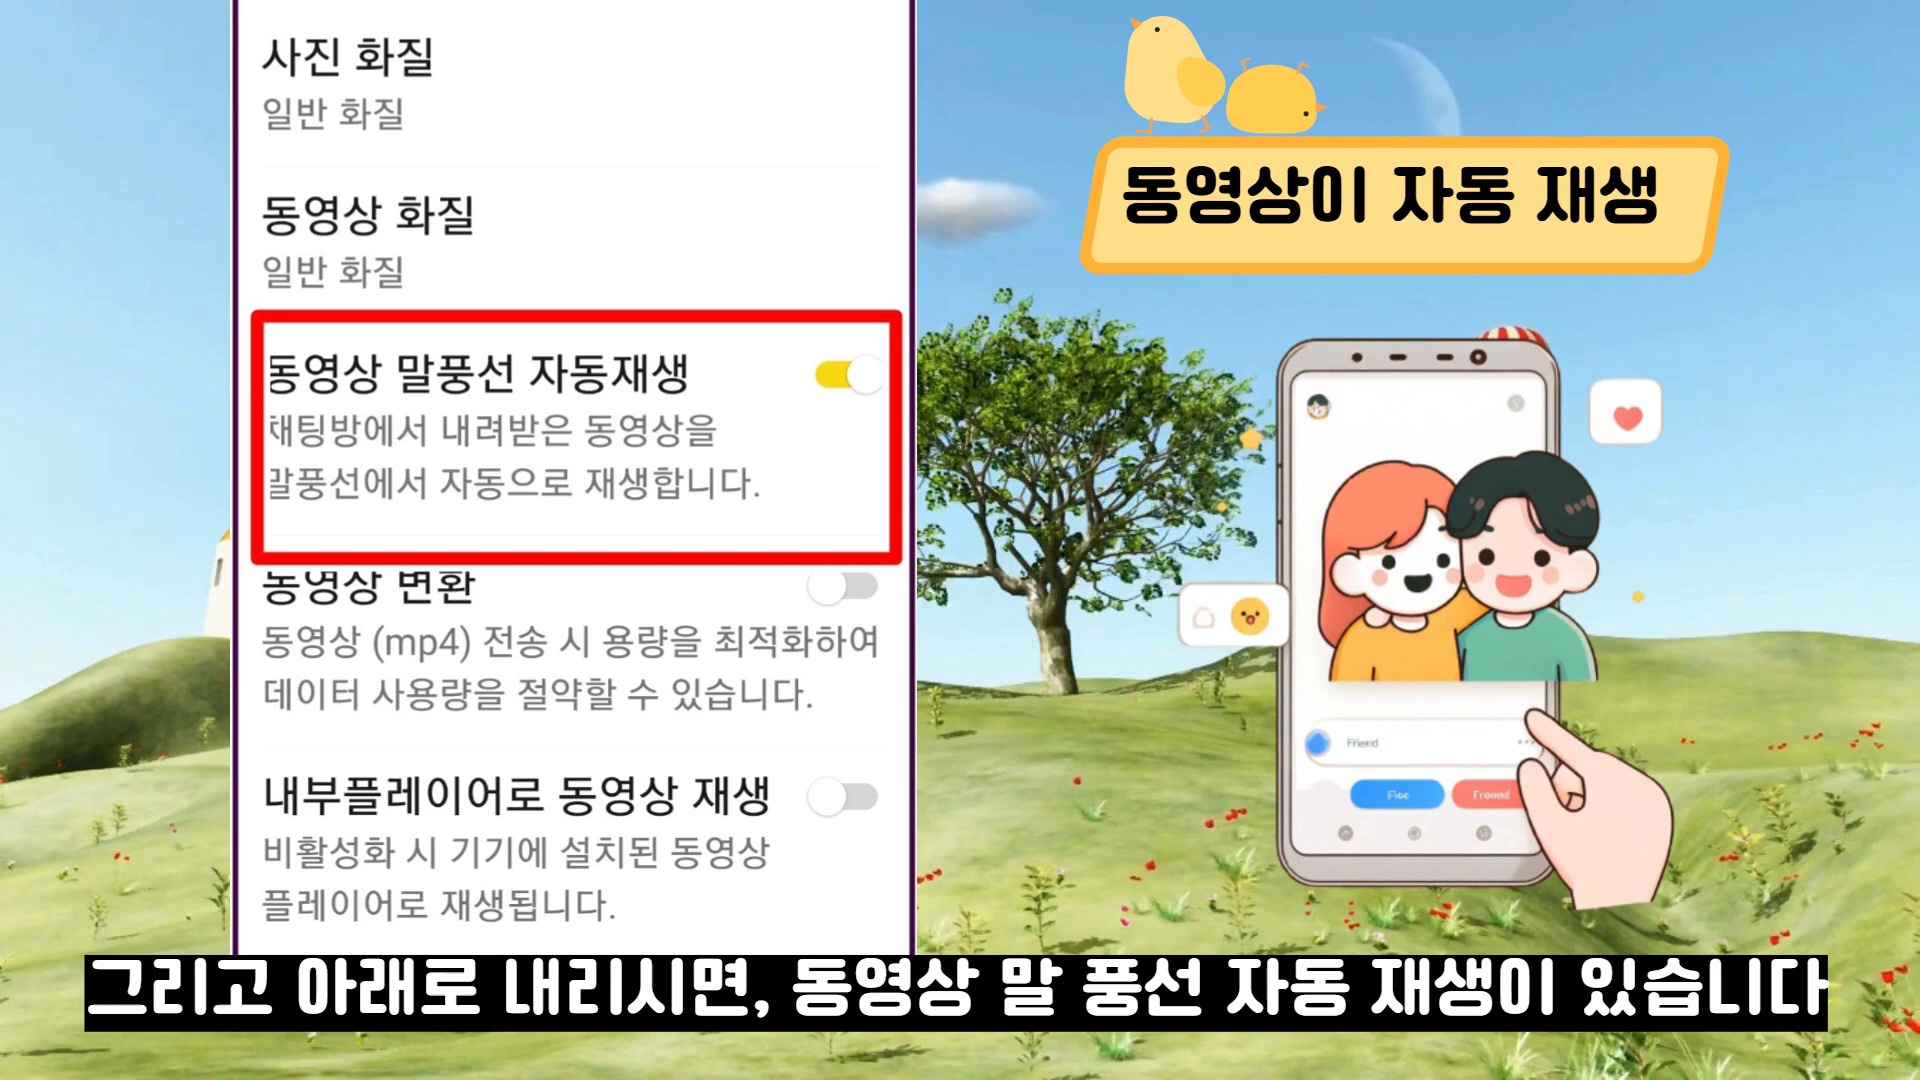 사진 화질
일반 화질
동영상 화질
일반 화질
동영상 말풍선 자동재생
채팅방에서 내려받은 동영상을
말풍선에서 자동으로 재생합니다.
동영상 변환
동영상 (mp4) 전송 시 용량을 최적화하여
데이터 사용량을 절약할 수 있습니다.
내부플레이어로 동영상 재생
비활성화 시 기기에 설치된 동영상
플레이어로 재생됩니다.
동영상이 자동 재생
Friend
그리고 아래로 내리시면, 동영상 말 풍선 자동 재생이 있습니다